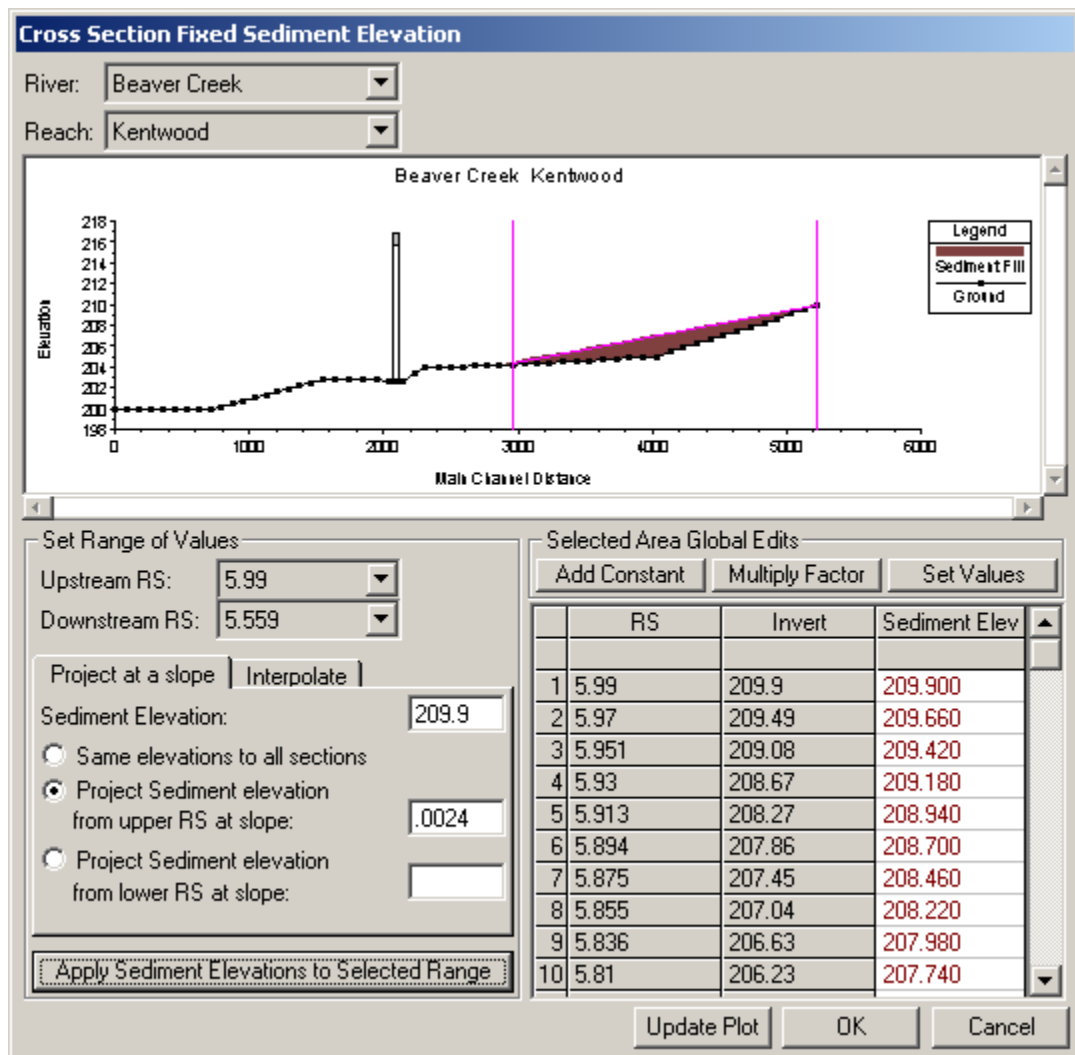 Cross Section Fixed Sediment Elevation
River: Beaver Creek
Reach: Kentwood
Beaver Creek Kentwood
218
216
214
212
210
208
206
204
202
200
198
Elevation
0 1000 2000 3000 4000 5000 6000
Main Channel Distance
Legend
Sediment Fill
Ground
Set Range of Values
Upstream RS: 5.99
Downstream RS: 5.559
Project at a slope Interpolate
Sediment Elevation: 209.9
Same elevations to all sections
Project Sediment elevation
from upper RS at slope: .0024
Project Sediment elevation
from lower RS at slope:
Apply Sediment Elevations to Selected Range
Selected Area Global Edits
Add Constant Multiply Factor Set Values
RS Invert Sediment Elev
1 5.99 209.9 209.900
2 5.97 209.49 209.660
3 5.951 209.08 209.420
4 5.93 208.67 209.180
5 5.913 208.27 208.940
6 5.894 207.86 208.700
7 5.875 207.45 208.460
8 5.855 207.04 208.220
9 5.836 206.63 207.980
10 5.81 206.23 207.740
Update Plot OK Cancel